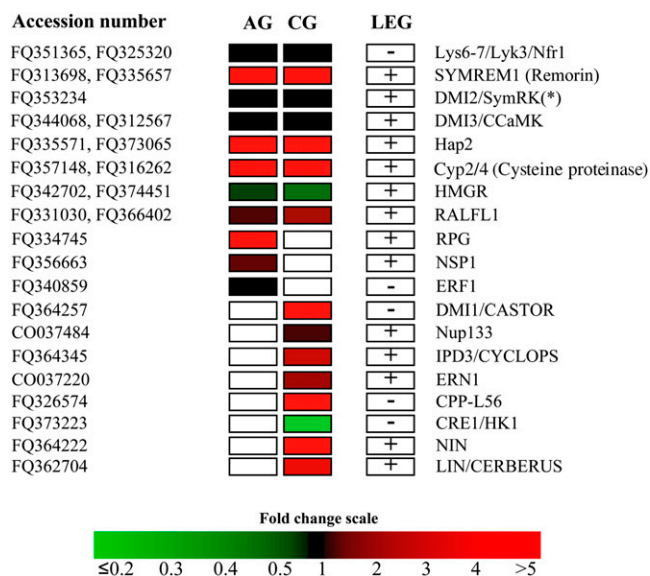 Accession number AG CG LEG
FQ351365, FQ325320 - Lys6-7/Lyk3/Nfr1
FQ313698, FQ335657 + SYMREM1 (Remorin)
FQ353234 + DMI2/SymRK(*)
FQ344068, FQ312567 + DMI3/CCaMK
FQ335571, FQ373065 + Hap2
FQ357148, FQ316262 + Cyp2/4 (Cysteine proteinase)
FQ342702, FQ374451 + HMGR
FQ331030, FQ366402 + RALFL1
FQ334745 + RPG
FQ356663 + NSP1
FQ340859 - ERF1
FQ364257 - DMI1/CASTOR
CO037484 + Nup133
FQ364345 + IPD3/CYCLOPS
CO037220 + ERN1
FQ326574 - CPP-L56
FQ373223 - CRE1/HK1
FQ364222 + NIN
FQ362704 + LIN/CERBERUS
Fold change scale
≤0.2 0.3 0.4 0.5 1 2 3 4 >5